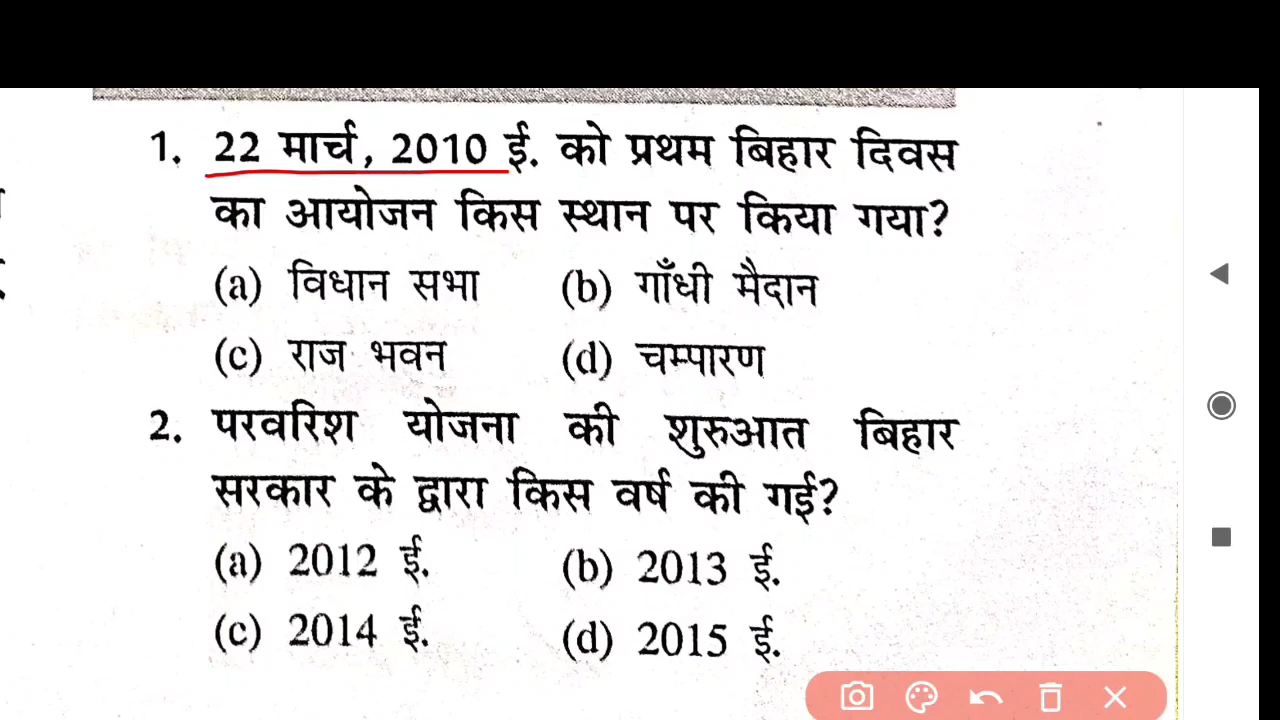 1. 22 मार्च, 2010 ई. को प्रथम बिहार दिवस
का आयोजन किस स्थान पर किया गया?
(a) विधान सभा (b) गाँधी मैदान
(c) राज भवन (d) चम्पारण
2. परवरिश योजना की शुरुआत बिहार
सरकार के द्वारा किस वर्ष की गई?
(a) 2012 ई. (b) 2013 ई.
(c) 2014 ई. (d) 2015 ई.